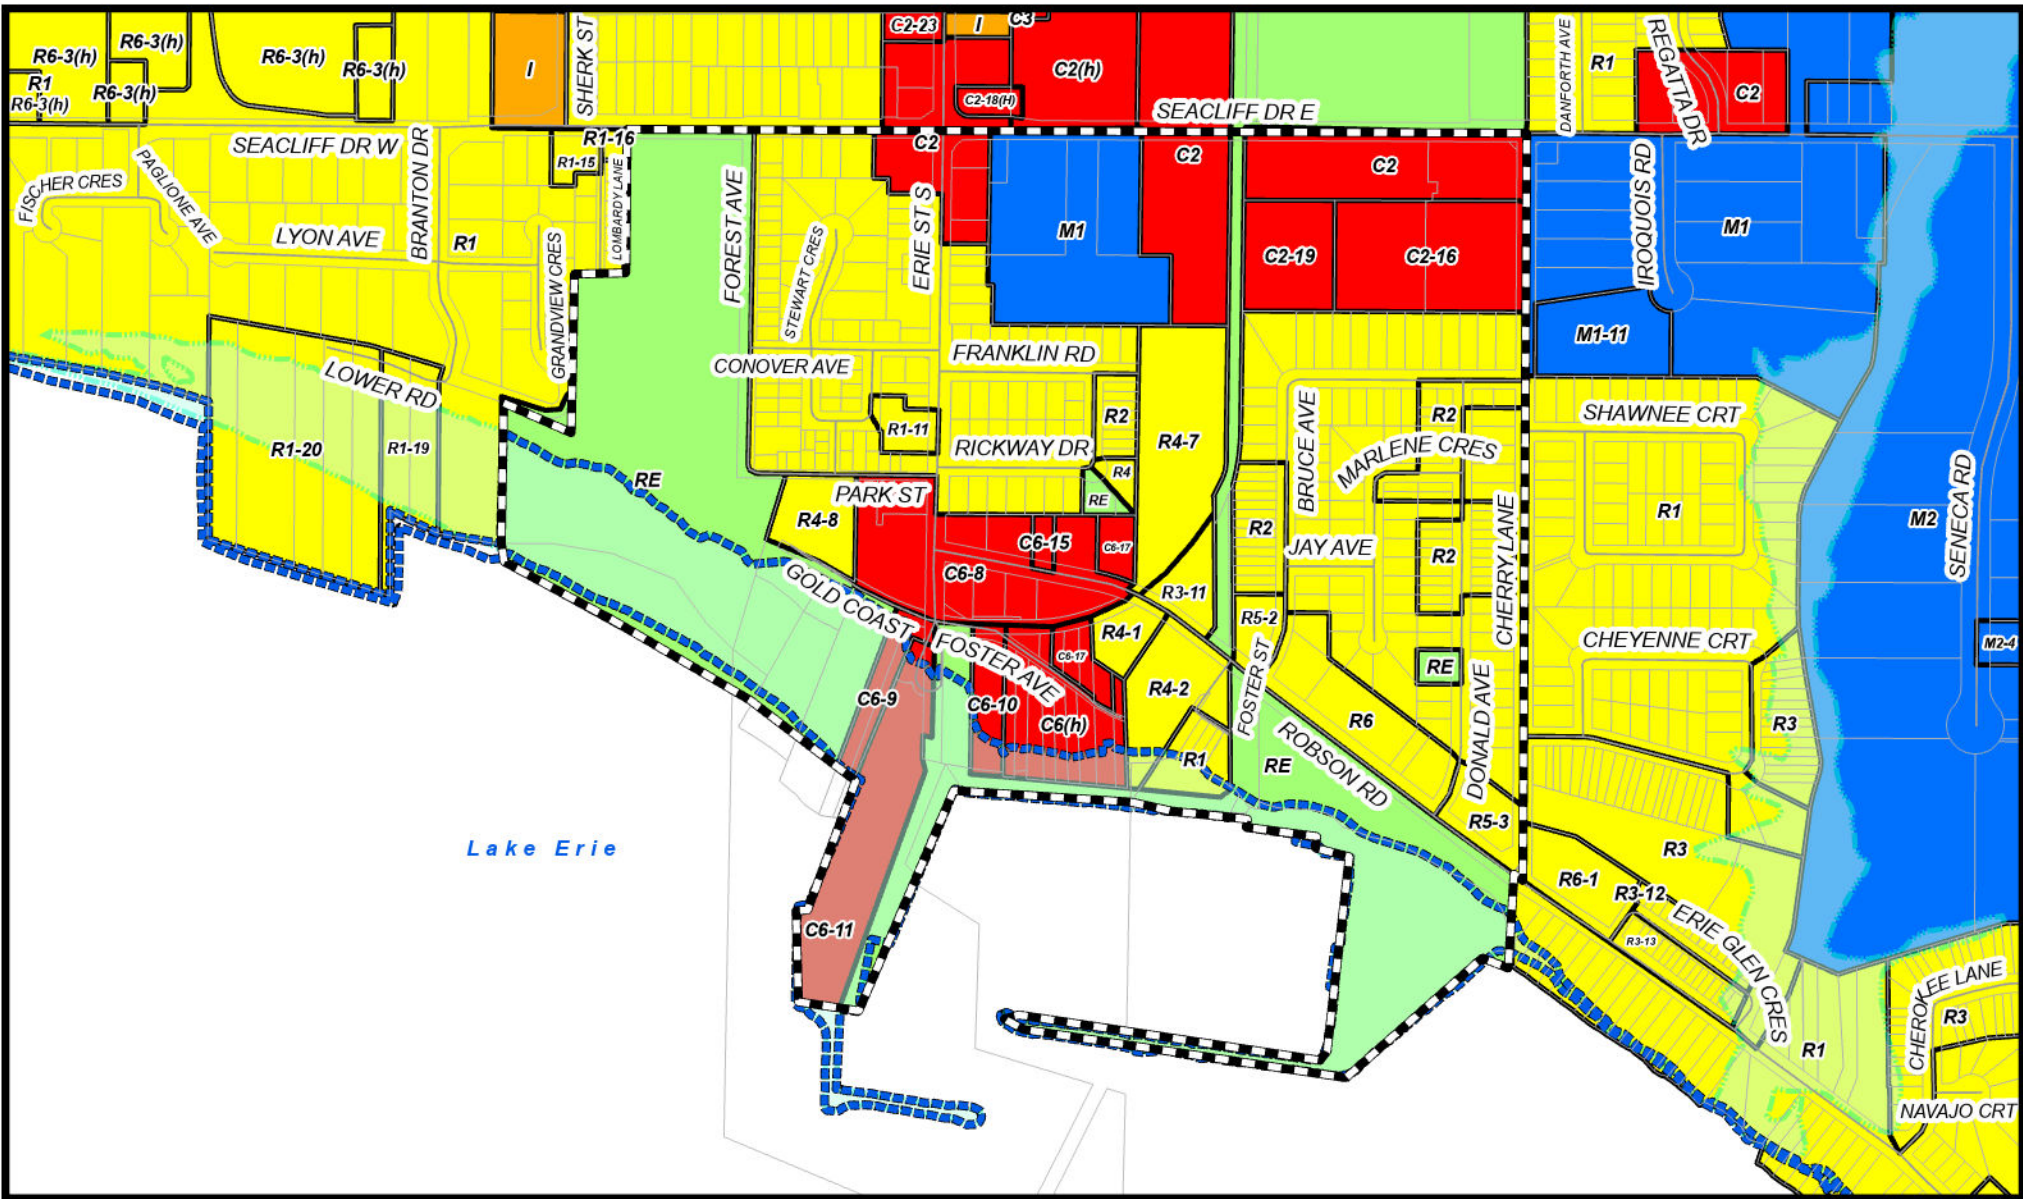 R6-3(h)
R6-3(h)
R6-3(h)
R6-3(h)
R1
R6-3(h)
R6-3(h)
I
SHERK ST
C2-23
I
C3
C2(h)
C2-18(H)
SEACLIFF DR E
DANFORTH AVE
R1
REGATTA DR
C2
SEACLIFF DR W
BRANTON DR
R1-16
R1-15
LOMBARDY LANE
PAGLIONE AVE
FISCHER CRES
LYON AVE
R1
GRANDVIEW CRES
FOREST AVE
STEWART CRES
ERIE ST S
C2
M1
C2
C2
C2-19
C2-16
IROQUOIS RD
M1
M1-11
LOWER RD
CONOVER AVE
FRANKLIN RD
R1-20
R1-19
RE
R1-11
R2
RICKWAY DR
R4
RE
R4-7
BRUCE AVE
R2
MARLENE CRES
SHAWNEE CRT
R1
M2
SENECA RD
PARK ST
R4-8
C6-15
C6-17
R2
JAY AVE
R2
CHERRY LANE
C6-8
R3-11
GOLD COAST
FOSTER AVE
C6-17
R4-1
R5-2
FOSTER ST
CHEYENNE CRT
M2-4
RE
C6-9
C6-10
C6(h)
R4-2
R6
DONALD AVE
R3
R1
RE
ROBSON RD
R5-3
Lake Erie
R3
R6-1
R3-12
R3-13
ERIE GLEN CRES
C6-11
CHEROKEE LANE
R3
R1
NAVAJO CRT